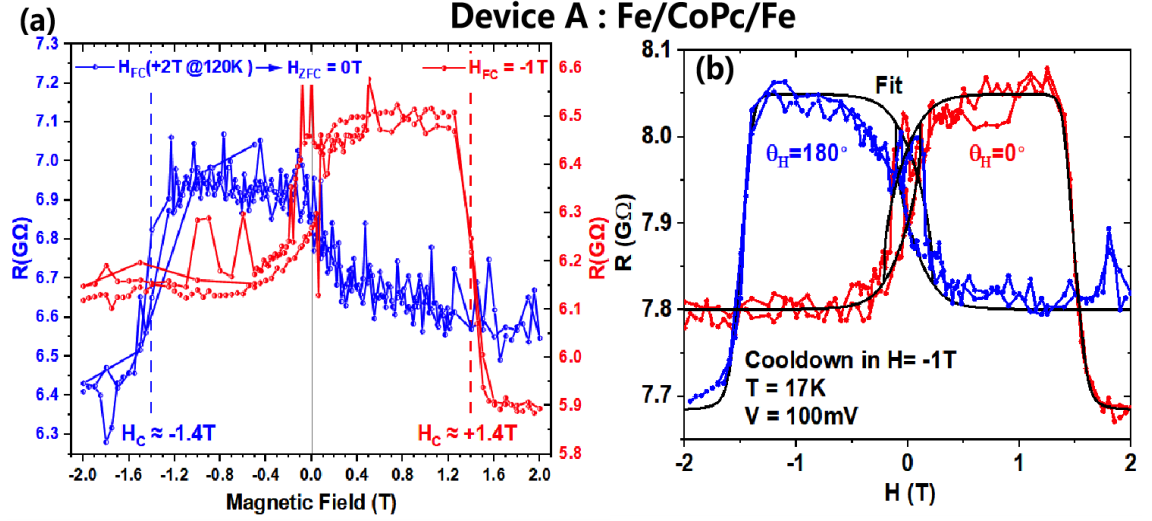 Device A : Fe/CoPc/Fe
(a)
H_FC(+2T @120K) → H_ZFC = 0T
H_FC = -1T
7.3
7.2
7.1
7.0
6.9
6.8
6.7
6.6
6.5
6.4
6.3
R(GΩ)
6.6
6.5
6.4
6.3
6.2
6.1
6.0
5.9
5.8
R(GΩ)
H_C ≈ -1.4T
H_C ≈ +1.4T
-2.0 -1.6 -1.2 -0.8 -0.4 0.0 0.4 0.8 1.2 1.6 2.0
Magnetic Field (T)
(b)
8.1
8.0
7.9
7.8
7.7
R (GΩ)
Fit
θ_H=180°
θ_H=0°
Cooldown in H= -1T
T = 17K
V = 100mV
-2 -1 0 1 2
H (T)